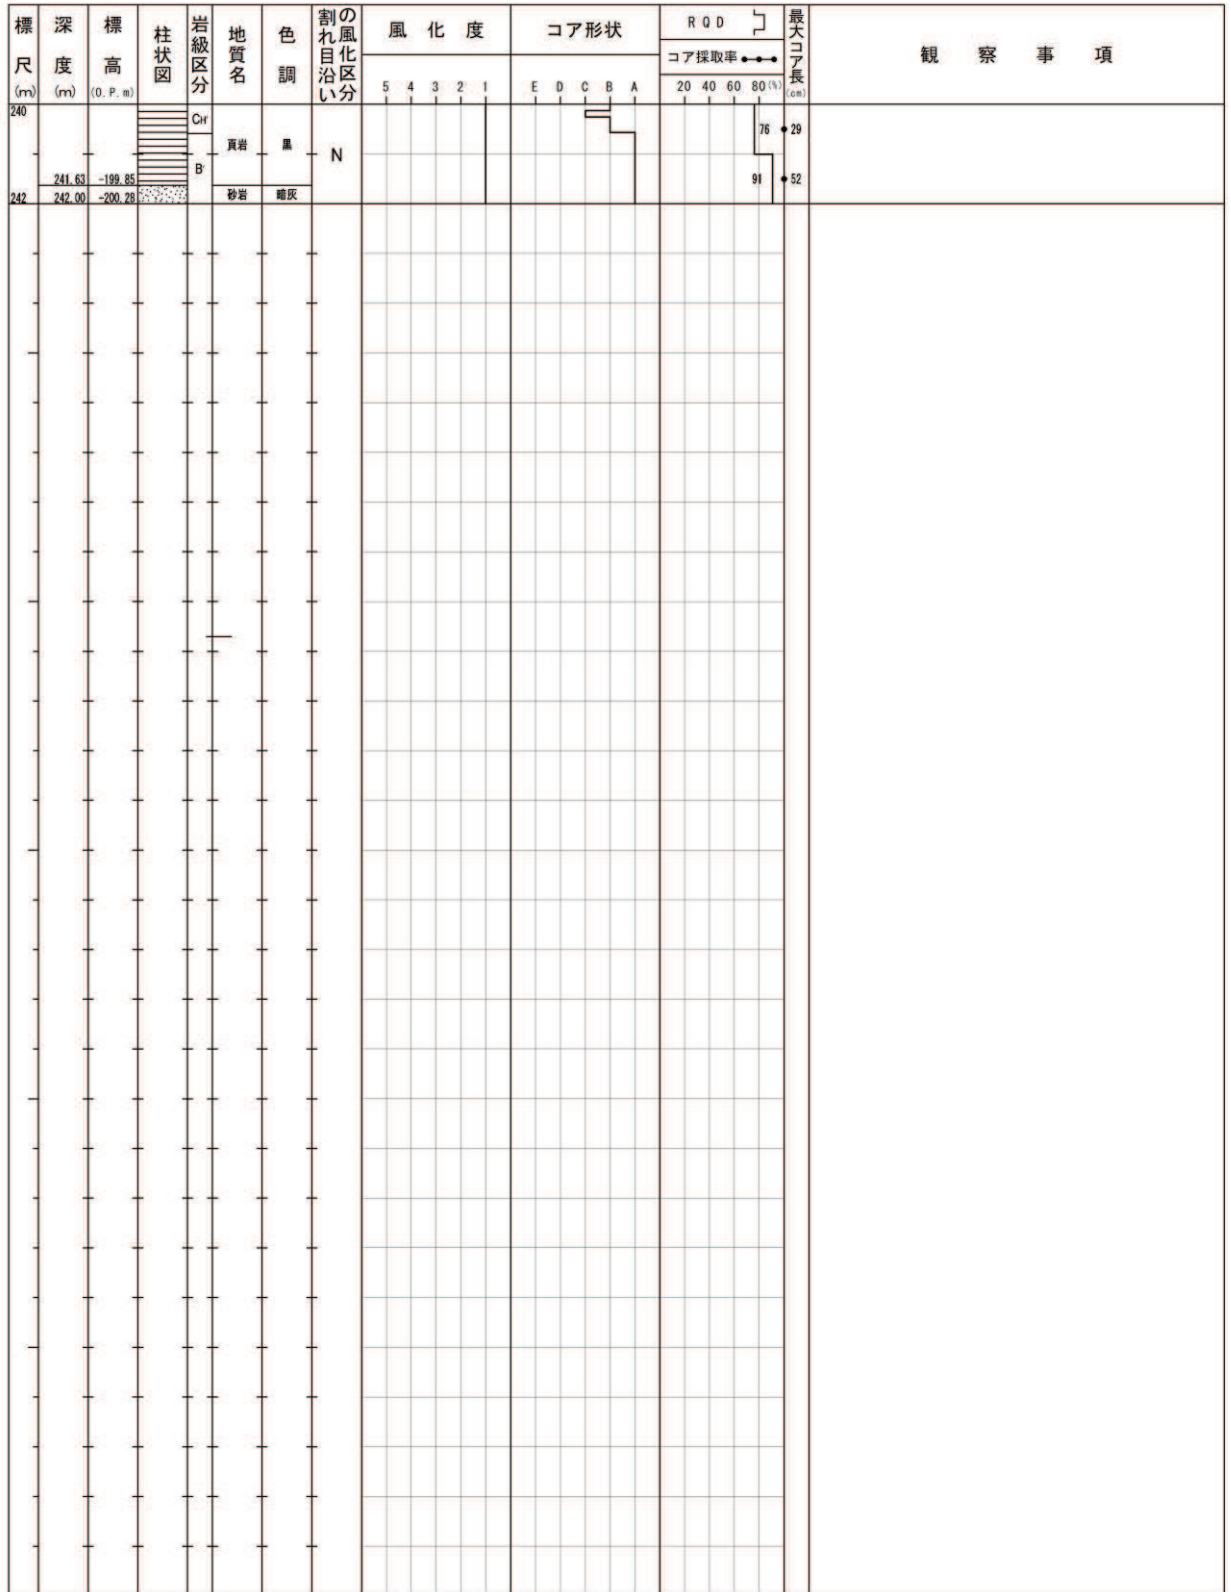 標尺(m)
深度(m)
標高(O.P.m)
柱状図
岩級区分
地質名
色調
割れ目沿いの風化区分
風化度
5 4 3 2 1
コア形状
E D C B A
RQD
コア採取率
20 40 60 80(%)
最大コア長(cm)
観察事項
240
CH'
頁岩 黒
N
76 29
B'
241.63 -199.85
91 52
242 242.00 -200.28
砂岩 暗灰